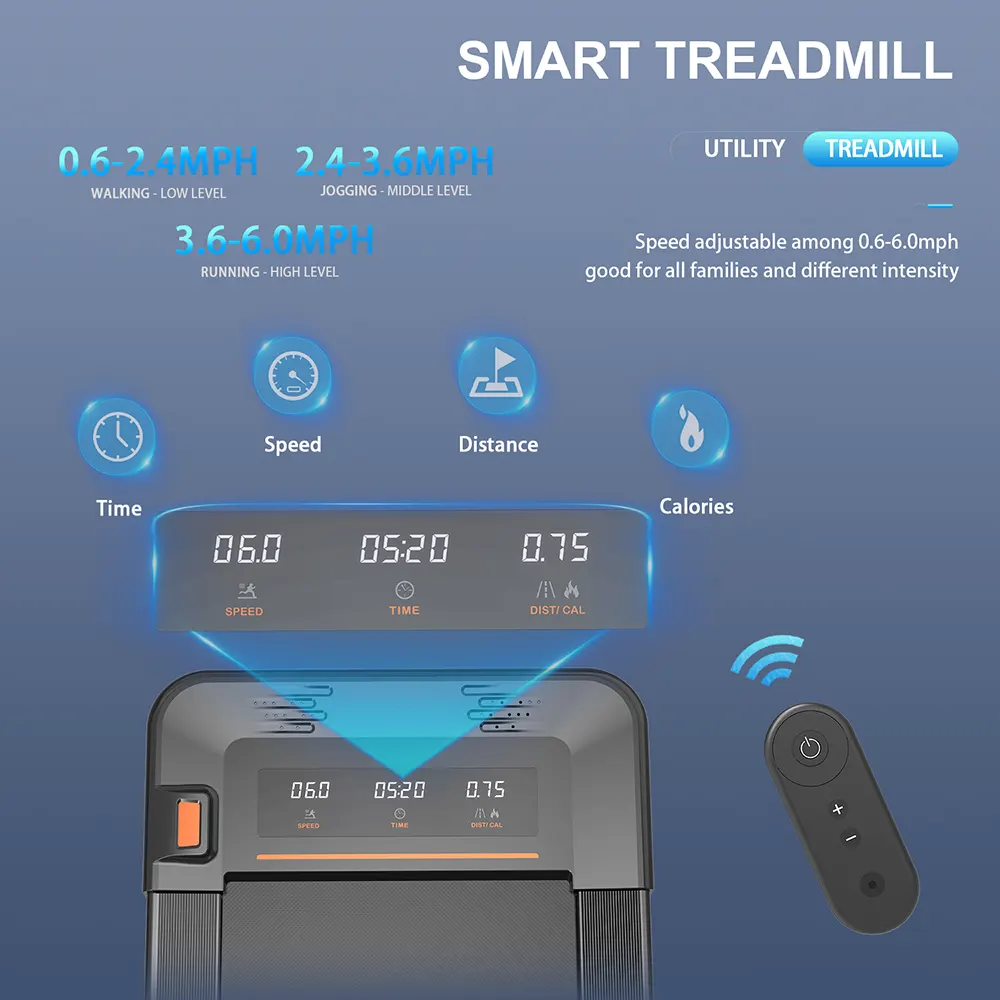 SMART TREADMILL
0.6-2.4MPH
WALKING - LOW LEVEL
2.4-3.6MPH
JOGGING - MIDDLE LEVEL
3.6-6.0MPH
RUNNING - HIGH LEVEL
UTILITY TREADMILL
Speed adjustable among 0.6-6.0mph
good for all families and different intensity
Time
Speed
Distance
Calories
06.0 05:20 0.75
SPEED TIME DIST/ CAL
06.0 05:20 0.75
SPEED TIME DIST/ CAL
+
−